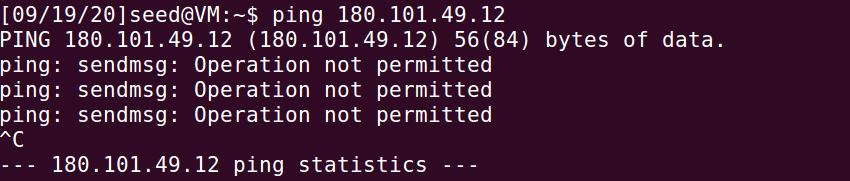 [09/19/20]seed@VM:~$ ping 180.101.49.12
PING 180.101.49.12 (180.101.49.12) 56(84) bytes of data.
ping: sendmsg: Operation not permitted
ping: sendmsg: Operation not permitted
ping: sendmsg: Operation not permitted
^C
--- 180.101.49.12 ping statistics ---